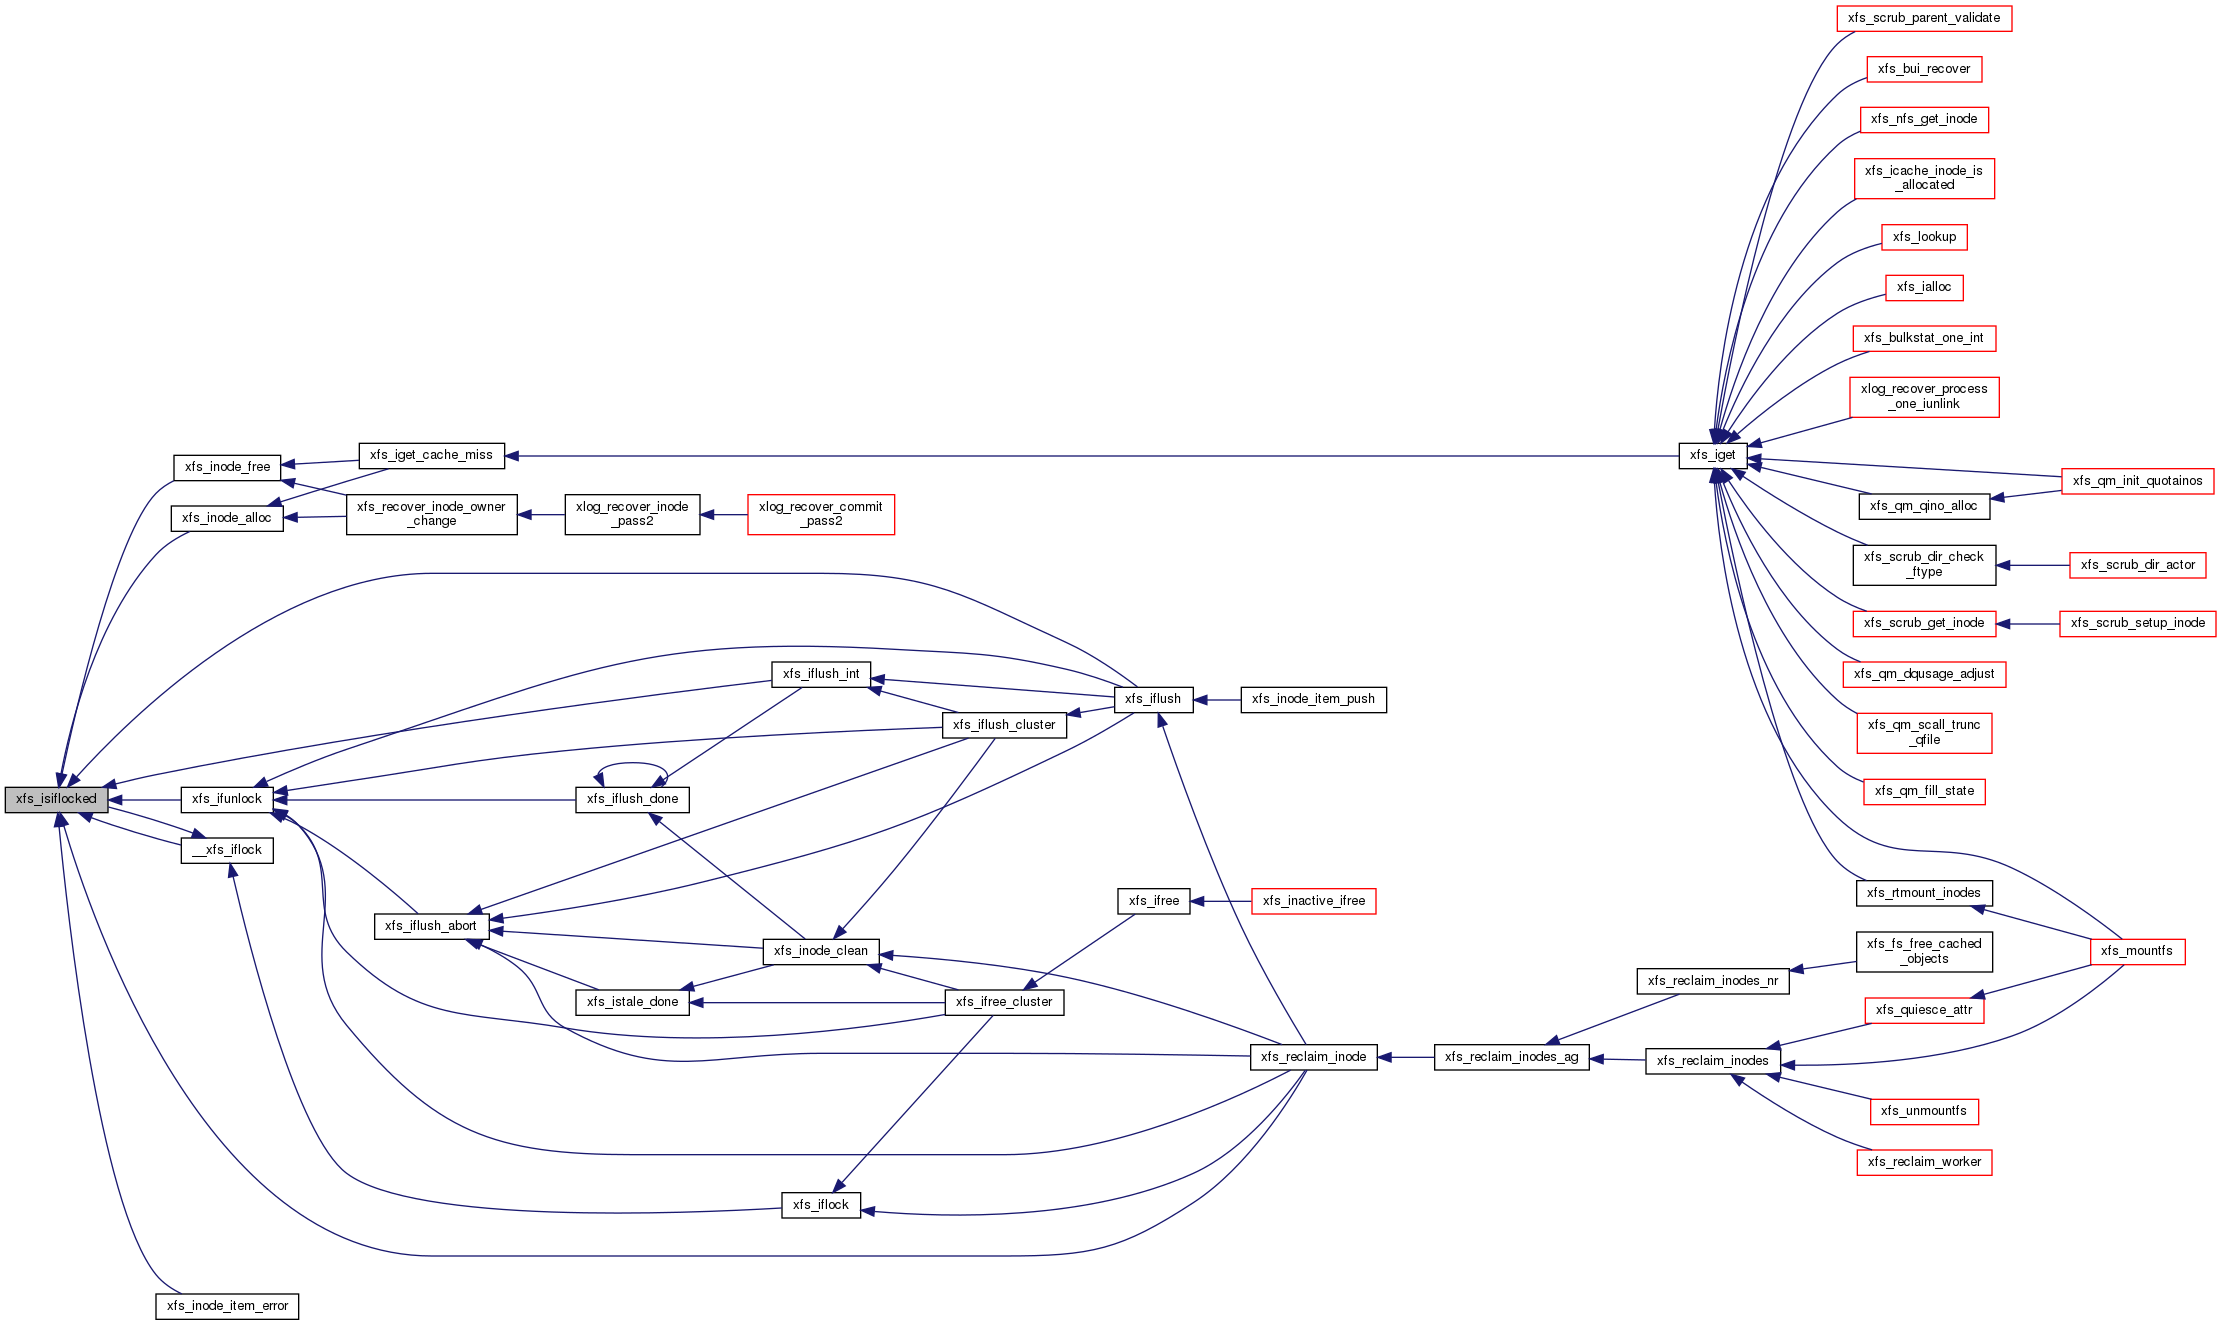 xfs_scrub_parent_validate
xfs_bui_recover
xfs_nfs_get_inode
xfs_icache_inode_is
_allocated
xfs_lookup
xfs_ialloc
xfs_bulkstat_one_int
xlog_recover_process
_one_iunlink
xfs_iget
xfs_iget_cache_miss
xfs_inode_free
xfs_qm_init_quotainos
xfs_qm_qino_alloc
xfs_inode_alloc
xfs_recover_inode_owner
_change
xlog_recover_inode
_pass2
xlog_recover_commit
_pass2
xfs_scrub_dir_check
_ftype
xfs_scrub_dir_actor
xfs_scrub_get_inode
xfs_scrub_setup_inode
xfs_iflush_int
xfs_qm_dqusage_adjust
xfs_iflush
xfs_inode_item_push
xfs_iflush_cluster
xfs_qm_scall_trunc
_qfile
xfs_isiflocked
xfs_ifunlock
xfs_iflush_done
xfs_qm_fill_state
__xfs_iflock
xfs_rtmount_inodes
xfs_ifree
xfs_inactive_ifree
xfs_iflush_abort
xfs_inode_clean
xfs_fs_free_cached
_objects
xfs_mountfs
xfs_reclaim_inodes_nr
xfs_istale_done
xfs_ifree_cluster
xfs_quiesce_attr
xfs_reclaim_inode
xfs_reclaim_inodes_ag
xfs_reclaim_inodes
xfs_unmountfs
xfs_reclaim_worker
xfs_iflock
xfs_inode_item_error